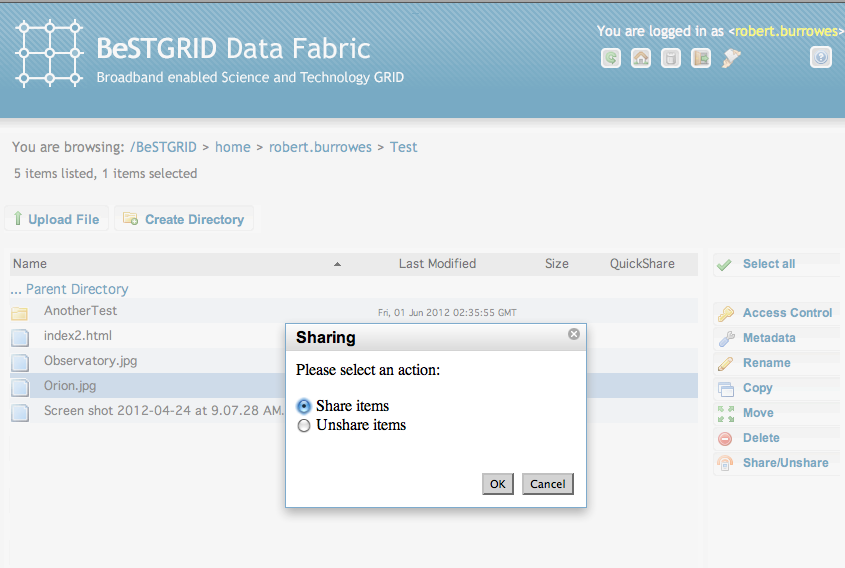 You are logged in as <robert.burrowes>
BeSTGRID Data Fabric
Broadband enabled Science and Technology GRID
You are browsing: /BeSTGRID > home > robert.burrowes > Test
5 items listed, 1 items selected
Upload File Create Directory
Name Last Modified Size QuickShare
... Parent Directory
AnotherTest Fri, 01 Jun 2012 02:35:55 GMT
index2.html
Observatory.jpg
Orion.jpg
Screen shot 2012-04-24 at 9.07.28 AM.
Sharing
Please select an action:
Share items
Unshare items
OK Cancel
Select all
Access Control
Metadata
Rename
Copy
Move
Delete
Share/Unshare